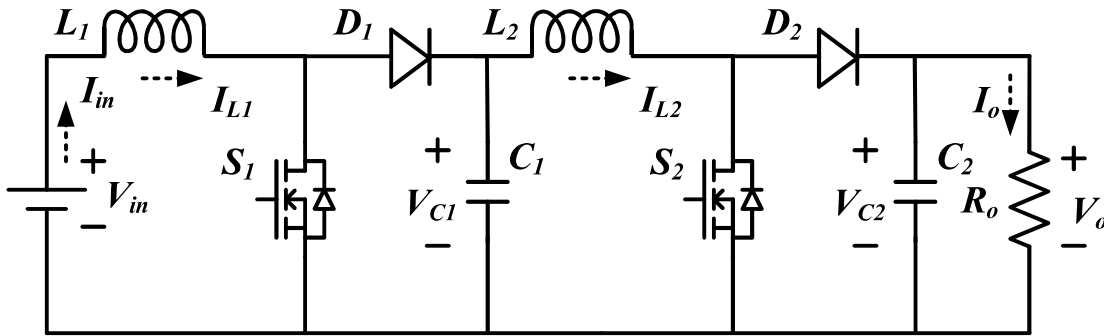 L1
D1
L2
D2
Iin
IL1
IL2
Io
S1
S2
+
Vin
−
+
VC1
−
C1
+
VC2
−
C2
Ro
+
Vo
−